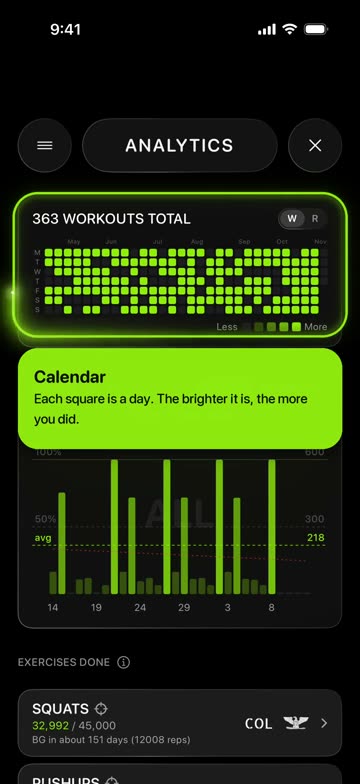 9:41
ANALYTICS
363 WORKOUTS TOTAL
W R
May Jun Jul Aug Sep Oct Nov
M
T
W
T
F
S
S
Less More
Calendar
Each square is a day. The brighter it is, the more
you did.
100% 600
ALL
50% 300
avg 218
14 19 24 29 3 8
EXERCISES DONE
SQUATS
32,992 / 45,000
COL
BG in about 151 days (12008 reps)
PUSHUPS